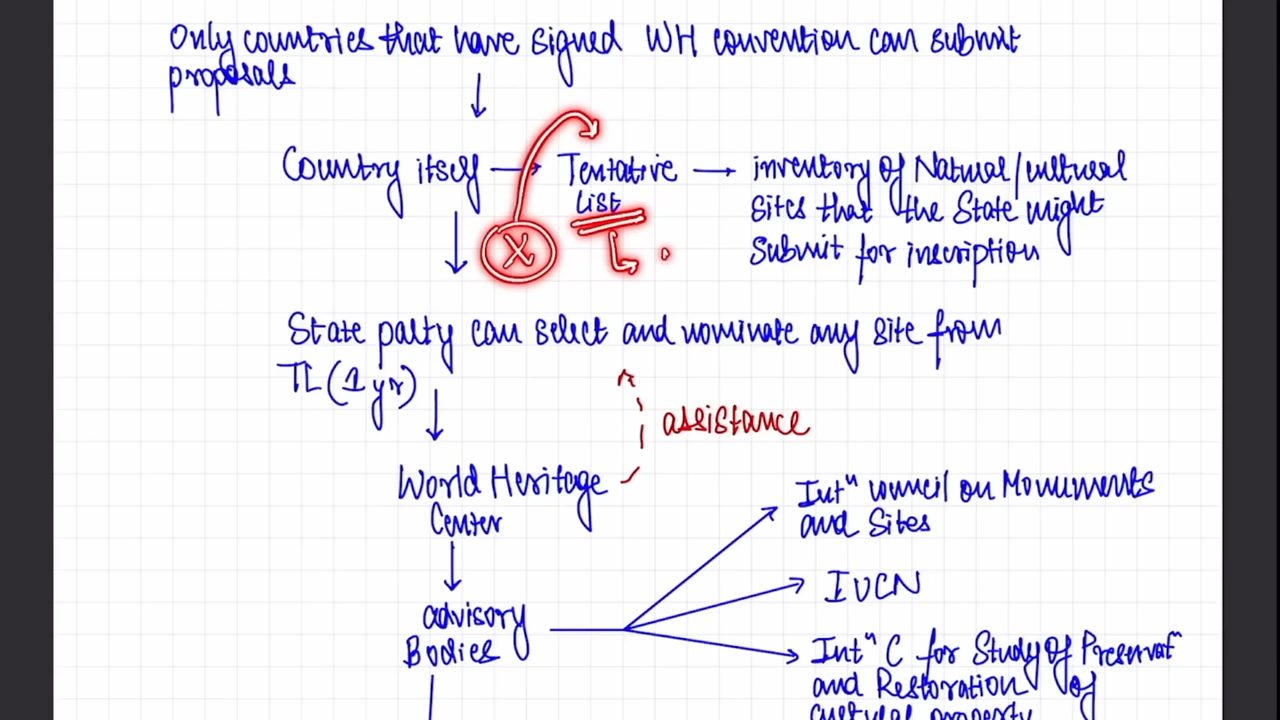 Only countries that have signed WH convention can submit
proposals
Country itself → Tentative → inventory of Natural/cultural
List
sites that the State might
X
submit for inscription
State party can select and nominate any site from
TL (1 yr)
assistance
World Heritage
Center
Intⁿ council on Monuments
and Sites
IUCN
advisory
Bodies
Intⁿ C for Study of Preservatⁿ
and Restoration of
cultural property